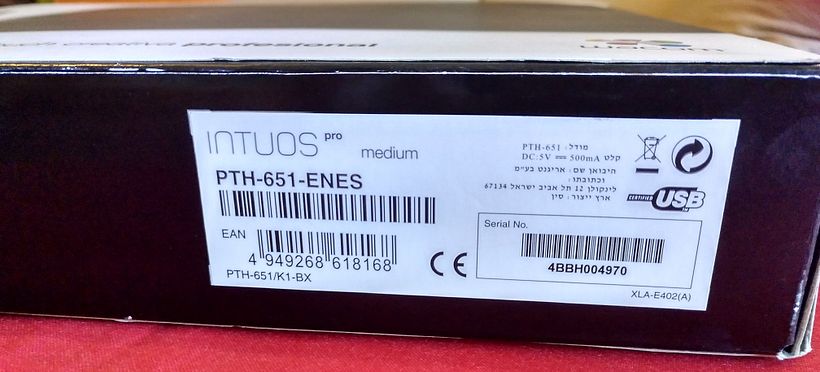 professional
wacom
INTUOS pro medium
PTH-651-ENES
EAN
4 949268 618168
PTH-651/K1-BX
CE
מודל: PTH-651
קלט DC:5V ⎓ 500mA
היבואן שם: אריגנט בע״מ
וכתובתו:
לינקולן 12 תל אביב ישראל 67134
ארץ ייצור: סין
CERTIFIED USB
Serial No.
4BBH004970
XLA-E402(A)